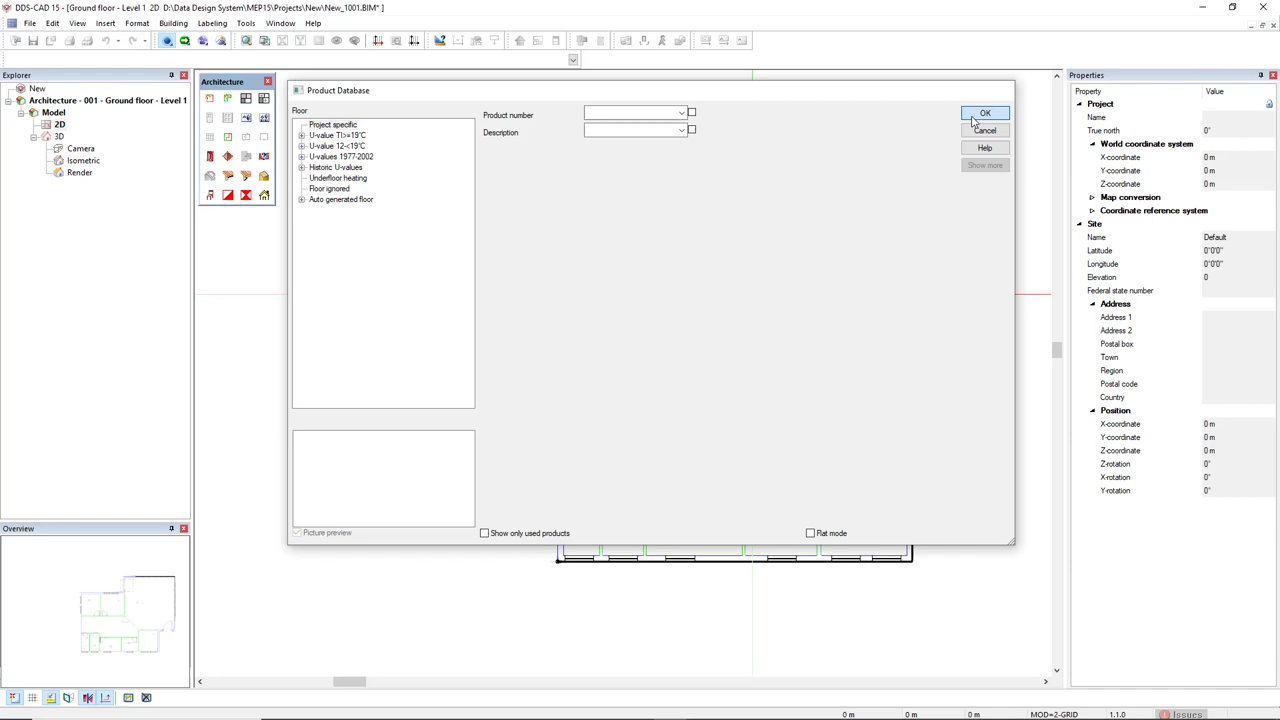 DDS-CAD 15 - [Ground floor - Level 1  2D  D:\Data Design System\MEP15\Projects\New\New_1001.BIM*]
File Edit View Insert Format Building Labeling Tools Window Help
Explorer
New
Architecture - 001 - Ground floor - Level 1
Model
2D
3D
Camera
Isometric
Render
Overview
Architecture
Product Database
Floor
Project specific
U-value TI>=19°C
U-value 12-<19°C
U-values 1977-2002
Historic U-values
Underfloor heating
Floor ignored
Auto generated floor
Product number
Description
OK
Cancel
Help
Show more
Picture preview
Show only used products
Flat mode
Properties
Property Value
Project
Name
True north 0°
World coordinate system
X-coordinate 0 m
Y-coordinate 0 m
Z-coordinate 0 m
Map conversion
Coordinate reference system
Site
Name Default
Latitude 0°0'0"
Longitude 0°0'0"
Elevation 0
Federal state number
Address
Address 1
Address 2
Postal box
Town
Region
Postal code
Country
Position
X-coordinate 0 m
Y-coordinate 0 m
Z-coordinate 0 m
Z-rotation 0°
X-rotation 0°
Y-rotation 0°
0 m 0 m 0 m MOD=2-GRID 1.1.0 Issues